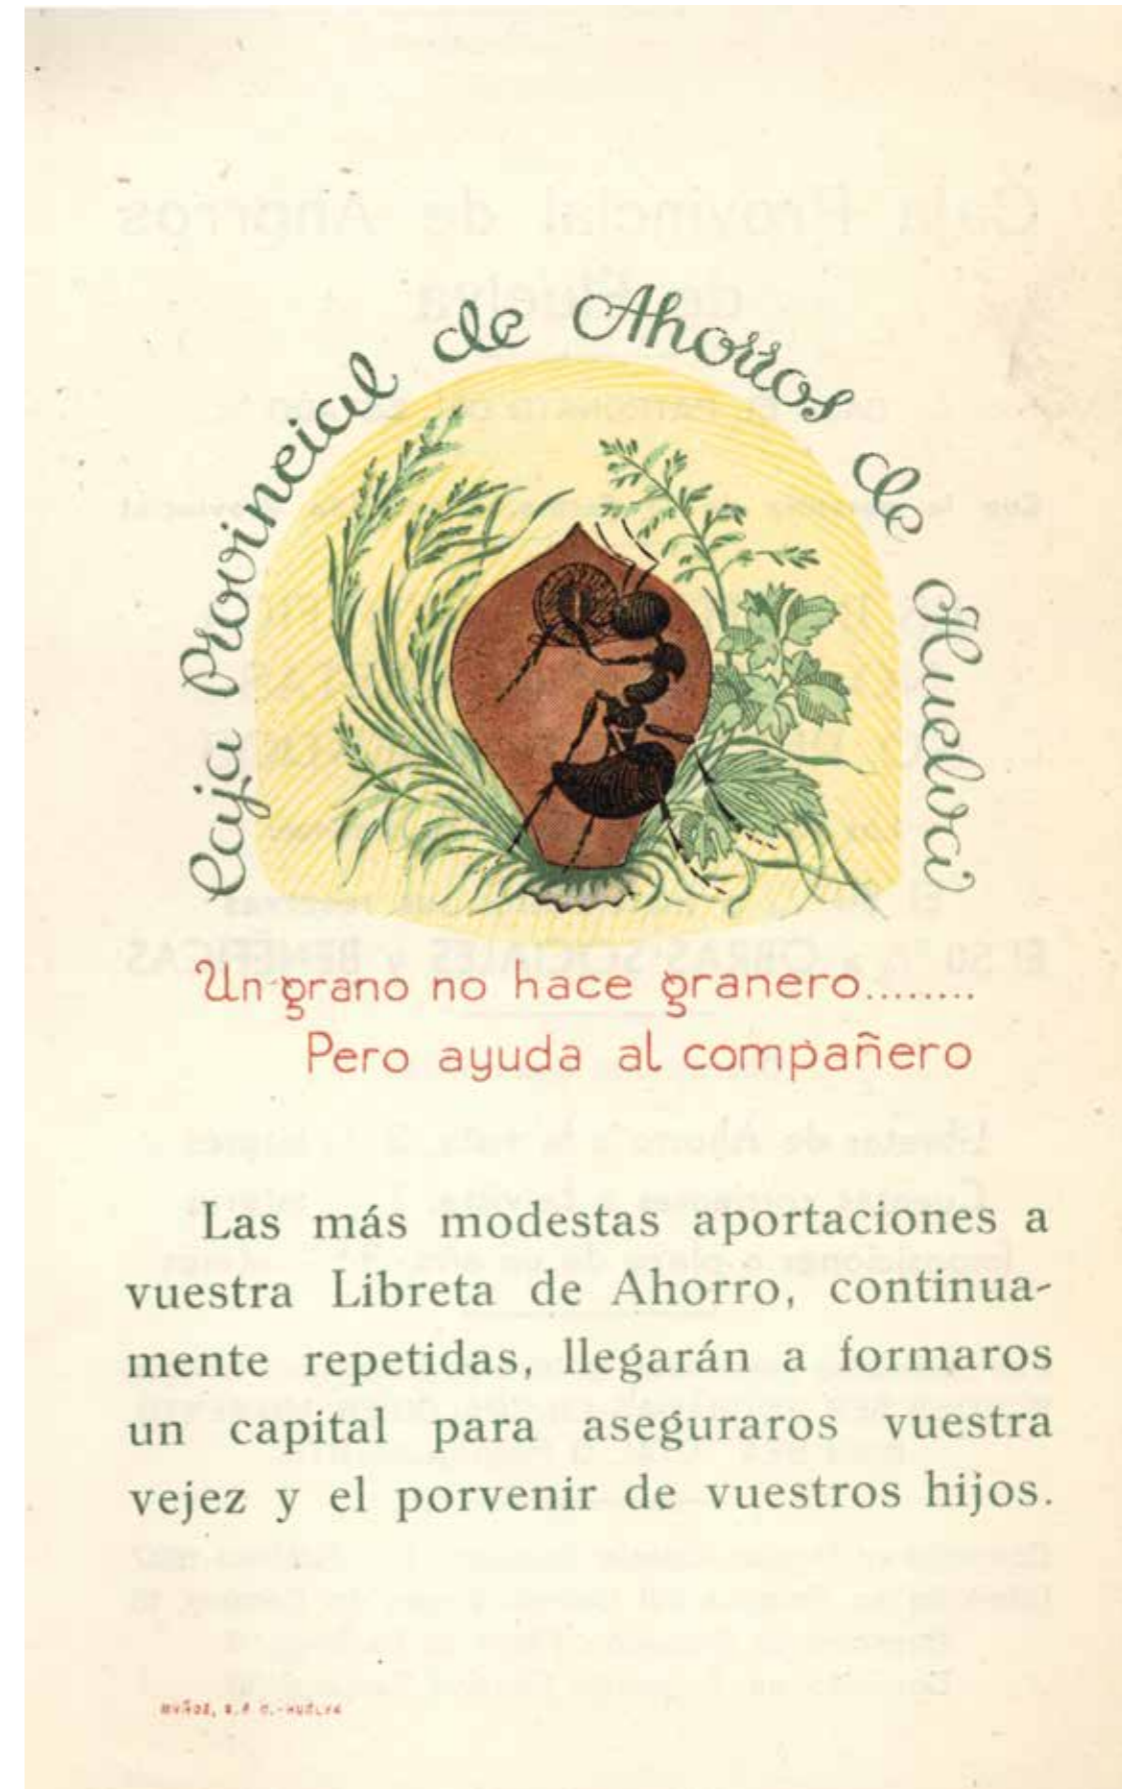 Caja Provincial de Ahorros de Huelva
Un grano no hace granero........
Pero ayuda al compañero
Las más modestas aportaciones a
vuestra Libreta de Ahorro, continua-
mente repetidas, llegarán a formaros
un capital para aseguraros vuestra
vejez y el porvenir de vuestros hijos.
MUÑOZ, S. A. C.-HUELVA